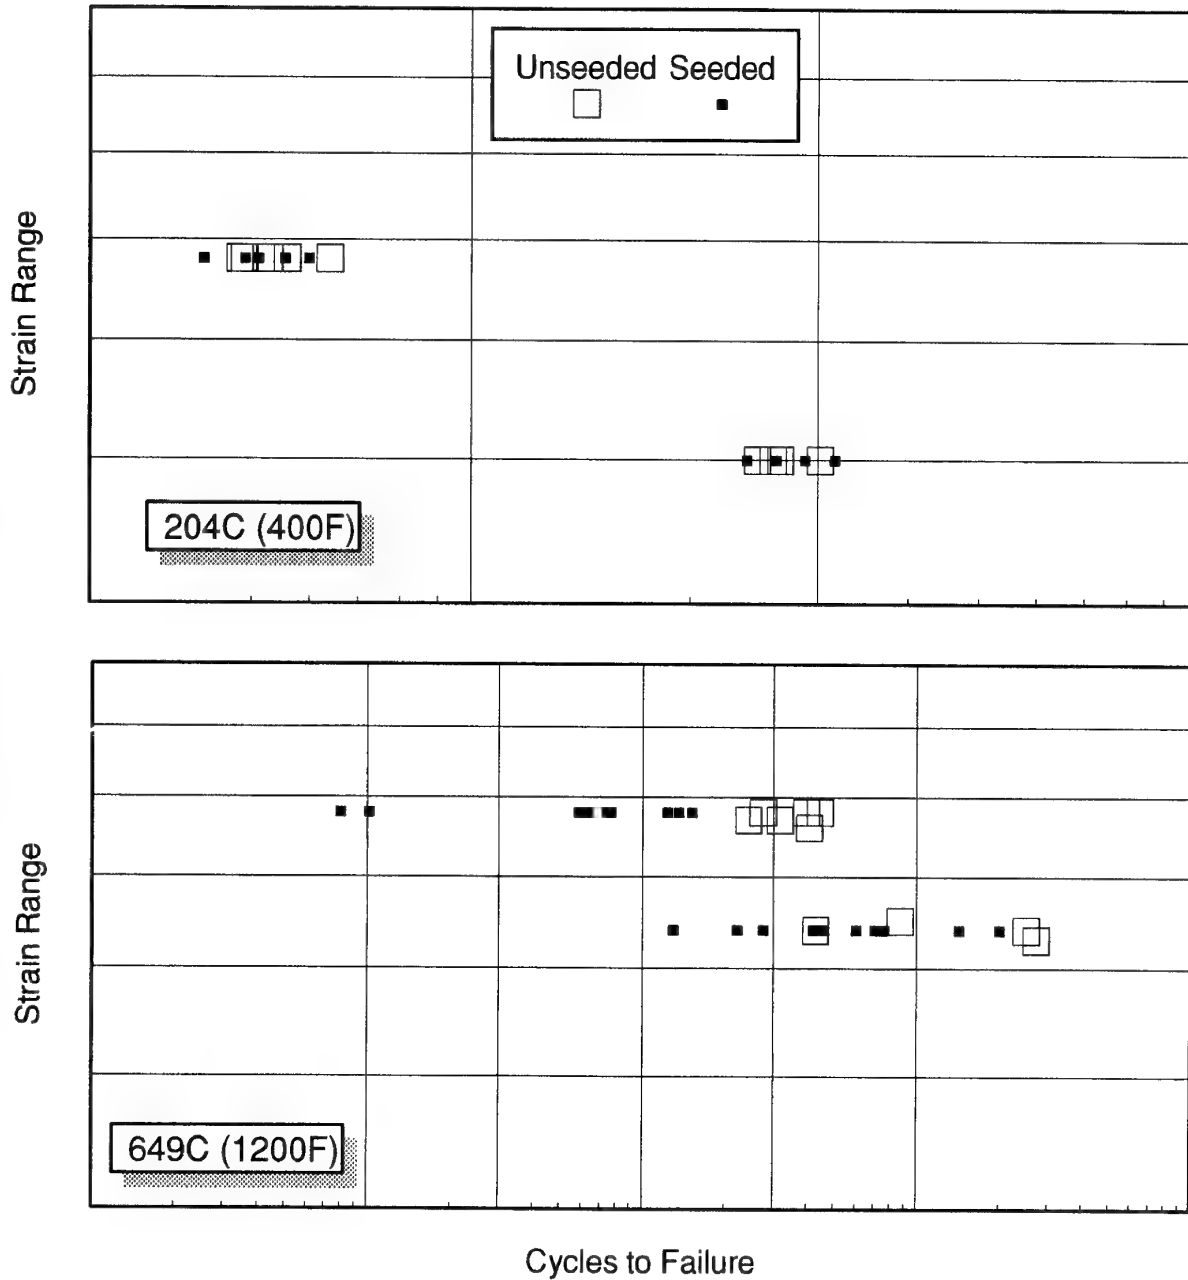 Unseeded Seeded
Strain Range
204C (400F)
Strain Range
649C (1200F)
Cycles to Failure